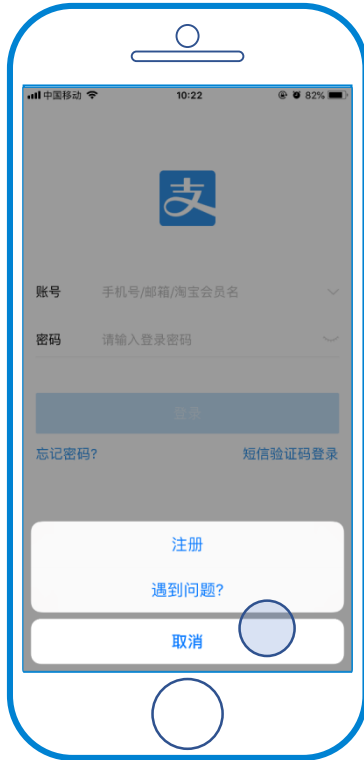 中国移动 10:22 82%
支
账号 手机号/邮箱/淘宝会员名
密码 请输入登录密码
登录
忘记密码? 短信验证码登录
注册
遇到问题?
取消